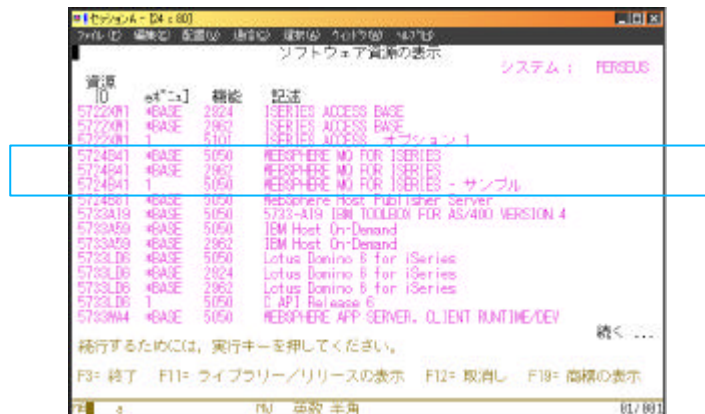 セッションA - [24 x 80]
ファイル(F) 編集(E) 配置(V) 通信(C) 選択(A) ウィンドウ(W) ヘルプ(H)
ソフトウェア資源の表示
システム : PERSEUS
資源
ID 機能 記述
5722XW1 *BASE 2924 ISERIES ACCESS BASE
5722XW1 *BASE 2962 ISERIES ACCESS BASE
5722XW1 1 5101 ISERIES ACCESS - オプション 1
5724B41 *BASE 5050 WEBSPHERE MQ FOR ISERIES
5724B41 *BASE 2962 WEBSPHERE MQ FOR ISERIES
5724B41 1 5050 WEBSPHERE MQ FOR ISERIES - サンプル
5724B81 *BASE 5050 WebSphere Host Publisher Server
5733A19 *BASE 5050 5733-A19 IBM TOOLBOX FOR AS/400 VERSION 4
5733A59 *BASE 5050 IBM Host On-Demand
5733A59 *BASE 2962 IBM Host On-Demand
5733LD6 *BASE 5050 Lotus Domino 6 for iSeries
5733LD6 *BASE 2924 Lotus Domino 6 for iSeries
5733LD6 *BASE 2962 Lotus Domino 6 for iSeries
5733LD6 1 5050 C API Release 6
5733WA4 *BASE 5050 WEBSPHERE APP SERVER, CLIENT RUNTIME/DEV
続く ...
続行するためには, 実行キーを押してください。
F3= 終了 F11= ライブラリー／リリースの表示 F12= 取消し F19= 商標の表示
a MW 英数 半角 01/001